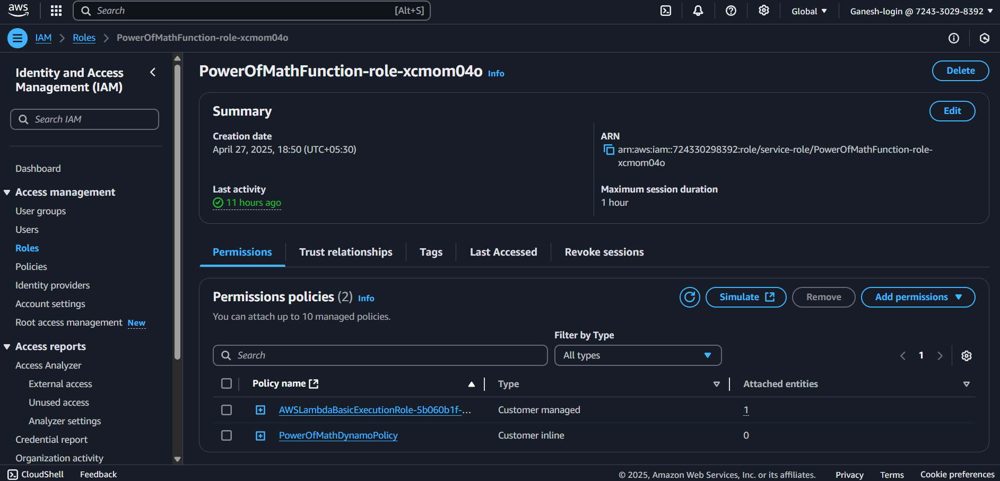 aws
Search [Alt+S]
Global
Ganesh-login @ 7243-3029-8392
IAM
Roles
PowerOfMathFunction-role-xcmom04o
Identity and Access
Management (IAM)
Search IAM
Dashboard
Access management
User groups
Users
Roles
Policies
Identity providers
Account settings
Root access management New
Access reports
Access Analyzer
External access
Unused access
Analyzer settings
Credential report
Organization activity
PowerOfMathFunction-role-xcmom04o Info
Delete
Summary
Edit
Creation date
April 27, 2025, 18:50 (UTC+05:30)
ARN
arn:aws:iam::724330298392:role/service-role/PowerOfMathFunction-role-
xcmom04o
Last activity
11 hours ago
Maximum session duration
1 hour
Permissions
Trust relationships
Tags
Last Accessed
Revoke sessions
Permissions policies (2) Info
Simulate
Remove
Add permissions
You can attach up to 10 managed policies.
Filter by Type
Search
All types
1
Policy name
Type
Attached entities
AWSLambdaBasicExecutionRole-5b060b1f-...
Customer managed
1
PowerOfMathDynamoPolicy
Customer inline
0
CloudShell
Feedback
© 2025, Amazon Web Services, Inc. or its affiliates.
Privacy
Terms
Cookie preferences